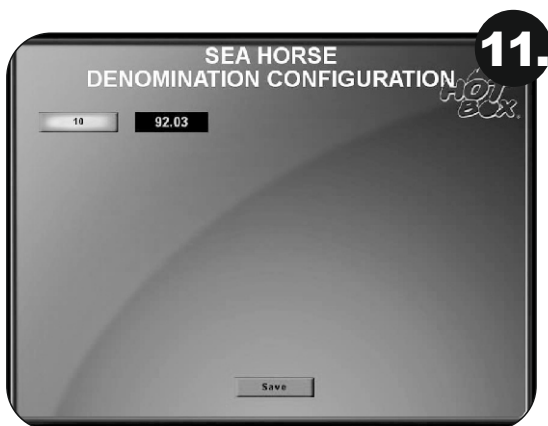 11.
SEA HORSE
DENOMINATION CONFIGURATION
HOT
BOX
10
92.03
Save